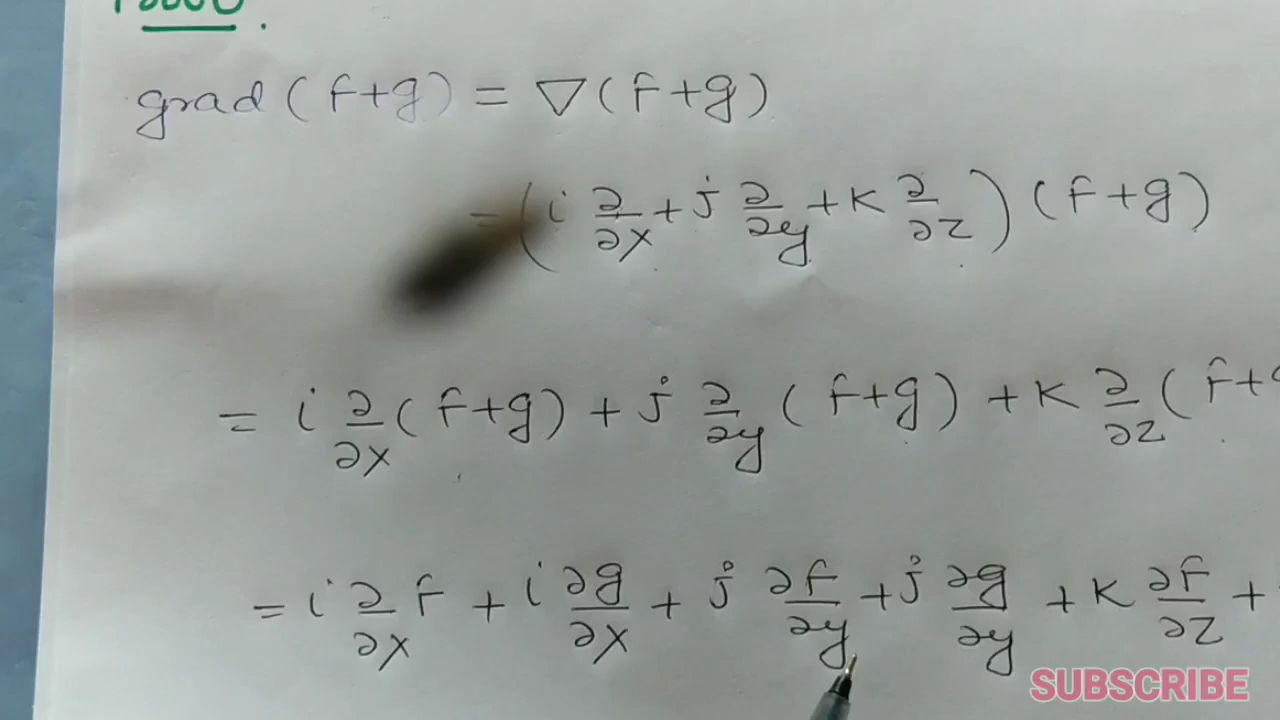 grad (f+g) = ∇(f+g)
= (i ∂/∂x + j ∂/∂y + k ∂/∂z) (f+g)
= i ∂/∂x (f+g) + j ∂/∂y (f+g) + k ∂/∂z (f+g
= i ∂/∂x f + i ∂g/∂x + j ∂f/∂y + j ∂g/∂y + k ∂f/∂z +
SUBSCRIBE